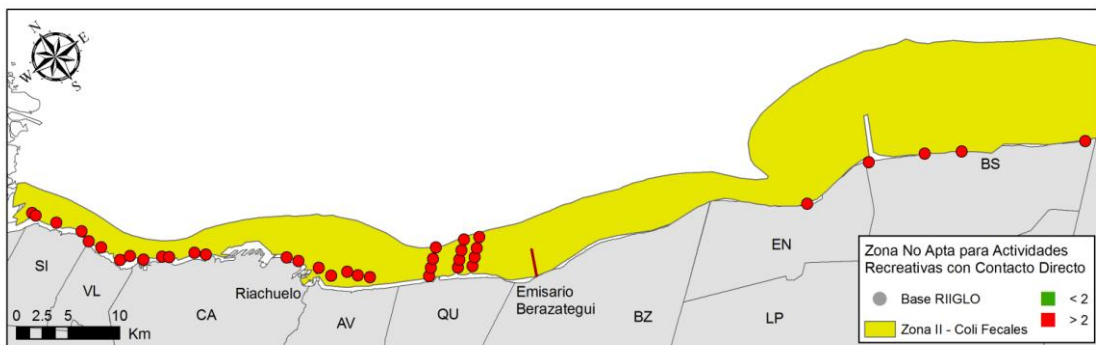 N
E
W
S
SI
VL
CA
Riachuelo
AV
QU
Emisario
Berazategui
BZ
LP
EN
BS
0 2.5 5 10
Km
Zona No Apta para Actividades
Recreativas con Contacto Directo
Base RIIGLO
< 2
Zona II - Coli Fecales
> 2